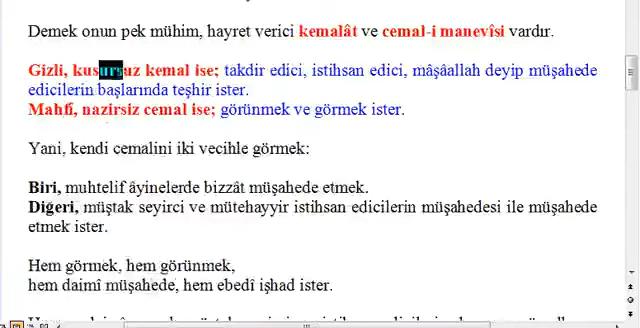 Demek onun pek mühim, hayret verici kemalât ve cemal-i manevîsi vardır.
Gizli, kusursuz kemal ise; takdir edici, istihsan edici, mâşâallah deyip müşahede
edicilerin başlarında teşhir ister.
Mahfî, nazirsiz cemal ise; görünmek ve görmek ister.
Yani, kendi cemalini iki vecihle görmek:
Biri, muhtelif âyinelerde bizzât müşahede etmek.
Diğeri, müştak seyirci ve mütehayyir istihsan edicilerin müşahedesi ile müşahede
etmek ister.
Hem görmek, hem görünmek,
hem daimî müşahede, hem ebedî işhad ister.